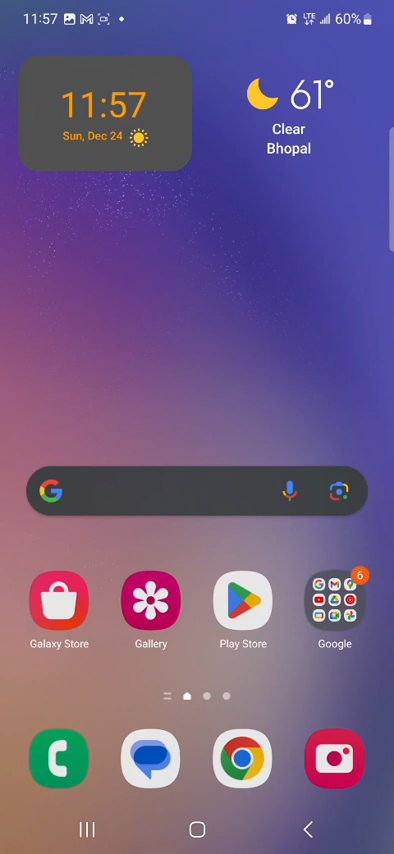 11:57
LTE
60%
11:57
Sun, Dec 24
61°
Clear
Bhopal
6
Galaxy Store
Gallery
Play Store
Google